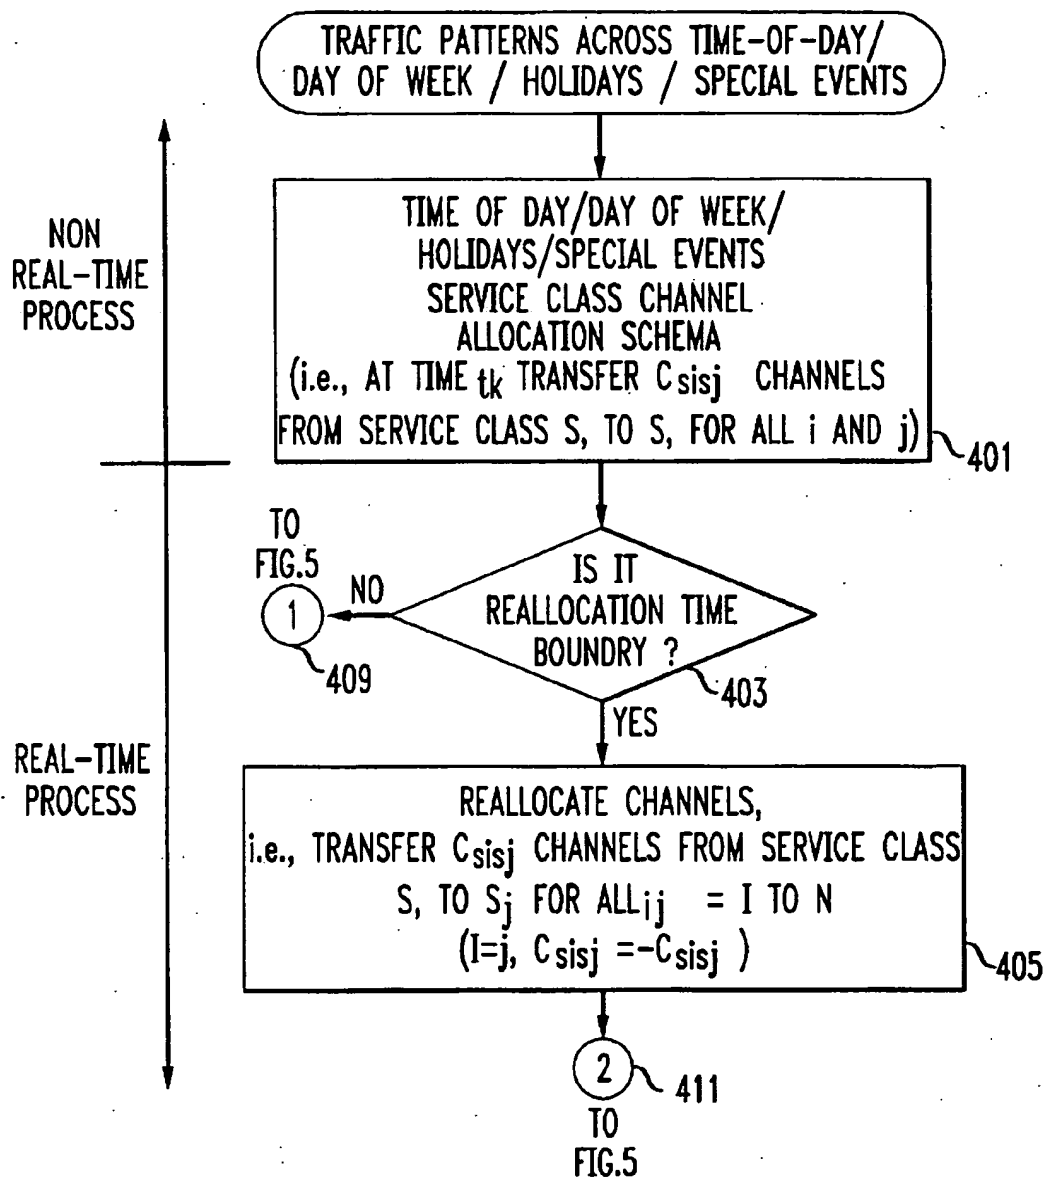 TRAFFIC PATTERNS ACROSS TIME-OF-DAY/
DAY OF WEEK / HOLIDAYS / SPECIAL EVENTS
NON
REAL-TIME
PROCESS
TIME OF DAY/DAY OF WEEK/
HOLIDAYS/SPECIAL EVENTS
SERVICE CLASS CHANNEL
ALLOCATION SCHEMA
(i.e., AT TIME tk TRANSFER Csisj CHANNELS
FROM SERVICE CLASS S, TO S, FOR ALL i AND j)
401
TO
FIG.5
1
409
NO
IS IT
REALLOCATION TIME
BOUNDRY ?
403
YES
REAL-TIME
PROCESS
REALLOCATE CHANNELS,
i.e., TRANSFER Csisj CHANNELS FROM SERVICE CLASS
S, TO Sj FOR ALL ij = I TO N
(I=j, Csisj =-Csisj )
405
2
411
TO
FIG.5